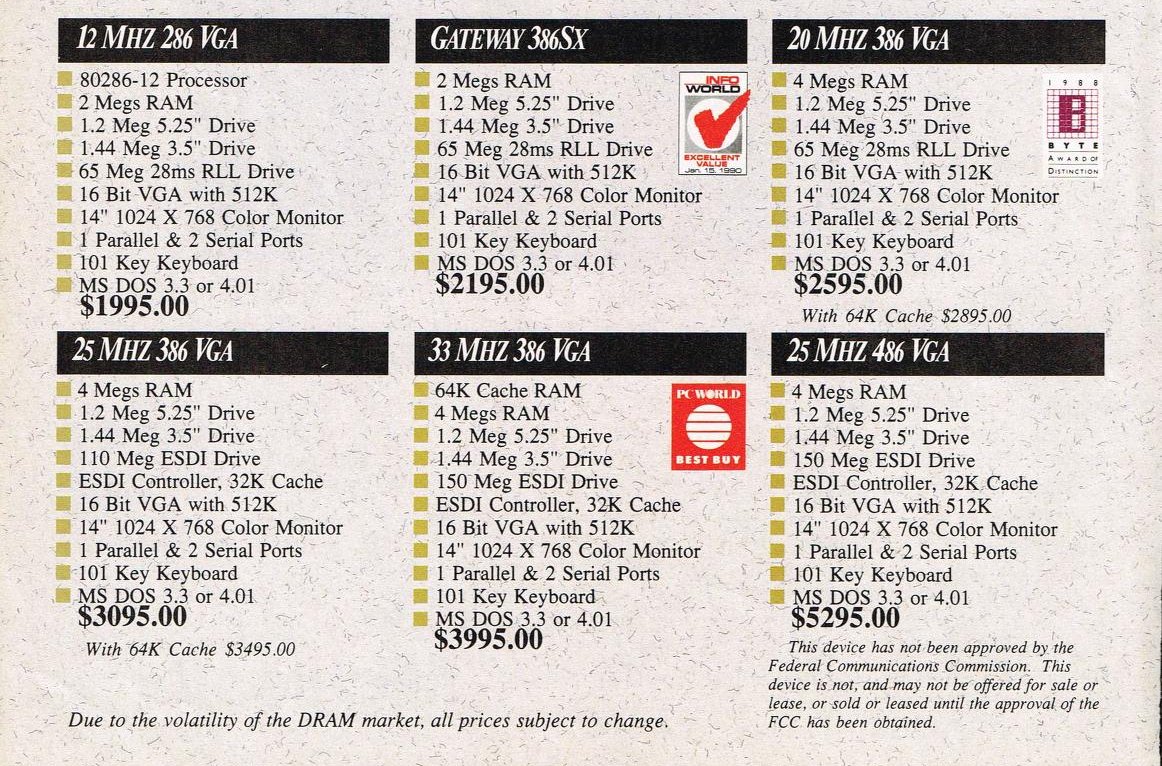 12 MHZ 286 VGA
80286-12 Processor
2 Megs RAM
1.2 Meg 5.25" Drive
1.44 Meg 3.5" Drive
65 Meg 28ms RLL Drive
16 Bit VGA with 512K
14" 1024 X 768 Color Monitor
1 Parallel & 2 Serial Ports
101 Key Keyboard
MS DOS 3.3 or 4.01
$1995.00
GATEWAY 386SX
2 Megs RAM
1.2 Meg 5.25" Drive
1.44 Meg 3.5" Drive
65 Meg 28ms RLL Drive
16 Bit VGA with 512K
14" 1024 X 768 Color Monitor
1 Parallel & 2 Serial Ports
101 Key Keyboard
MS DOS 3.3 or 4.01
$2195.00
INFO
WORLD
EXCELLENT
VALUE
Jan. 15, 1990
20 MHZ 386 VGA
4 Megs RAM
1.2 Meg 5.25" Drive
1.44 Meg 3.5" Drive
65 Meg 28ms RLL Drive
16 Bit VGA with 512K
14" 1024 X 768 Color Monitor
1 Parallel & 2 Serial Ports
101 Key Keyboard
MS DOS 3.3 or 4.01
$2595.00
With 64K Cache $2895.00
1988
B
BYTE
AWARD OF
DISTINCTION
25 MHZ 386 VGA
4 Megs RAM
1.2 Meg 5.25" Drive
1.44 Meg 3.5" Drive
110 Meg ESDI Drive
ESDI Controller, 32K Cache
16 Bit VGA with 512K
14" 1024 X 768 Color Monitor
1 Parallel & 2 Serial Ports
101 Key Keyboard
MS DOS 3.3 or 4.01
$3095.00
With 64K Cache $3495.00
33 MHZ 386 VGA
64K Cache RAM
4 Megs RAM
1.2 Meg 5.25" Drive
1.44 Meg 3.5" Drive
150 Meg ESDI Drive
ESDI Controller, 32K Cache
16 Bit VGA with 512K
14" 1024 X 768 Color Monitor
1 Parallel & 2 Serial Ports
101 Key Keyboard
MS DOS 3.3 or 4.01
$3995.00
PC WORLD
BEST BUY
25 MHZ 486 VGA
4 Megs RAM
1.2 Meg 5.25" Drive
1.44 Meg 3.5" Drive
150 Meg ESDI Drive
ESDI Controller, 32K Cache
16 Bit VGA with 512K
14" 1024 X 768 Color Monitor
1 Parallel & 2 Serial Ports
101 Key Keyboard
MS DOS 3.3 or 4.01
$5295.00
This device has not been approved by the
Federal Communications Commission. This
device is not, and may not be offered for sale or
lease, or sold or leased until the approval of the
FCC has been obtained.
Due to the volatility of the DRAM market, all prices subject to change.